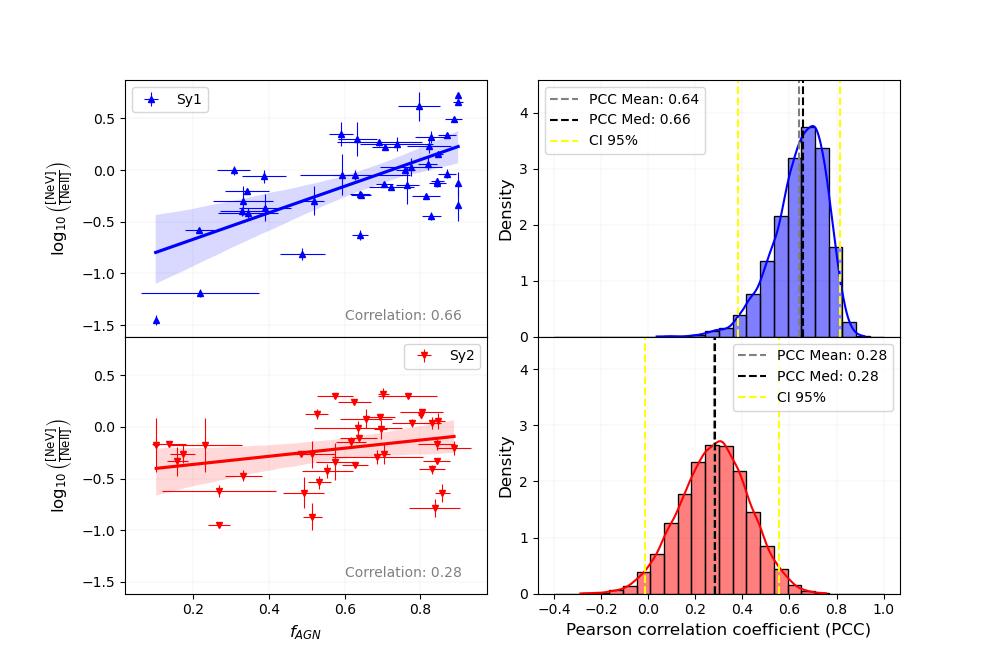 Sy1
0.5
0.0
−0.5
−1.0
−1.5
log10 ([NeV]/[NeII])
Correlation: 0.66
PCC Mean: 0.64
PCC Med: 0.66
CI 95%
4
3
2
1
0
Density
Sy2
0.5
0.0
−0.5
−1.0
−1.5
log10 ([NeV]/[NeII])
Correlation: 0.28
0.2 0.4 0.6 0.8
fAGN
PCC Mean: 0.28
PCC Med: 0.28
CI 95%
4
3
2
1
0
Density
−0.4 −0.2 0.0 0.2 0.4 0.6 0.8 1.0
Pearson correlation coefficient (PCC)